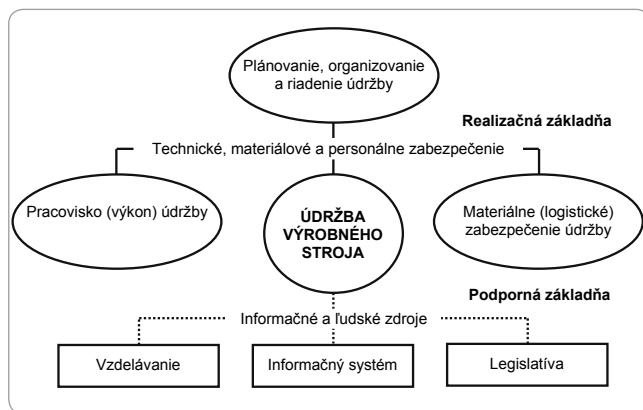 Plánovanie, organizovanie
a riadenie údržby
Realizačná základňa
Technické, materiálové a personálne zabezpečenie
Pracovisko (výkon) údržby
ÚDRŽBA
VÝROBNÉHO
STROJA
Materiálne (logistické)
zabezpečenie údržby
Podporná základňa
Informačné a ľudské zdroje
Vzdelávanie
Informačný systém
Legislatíva